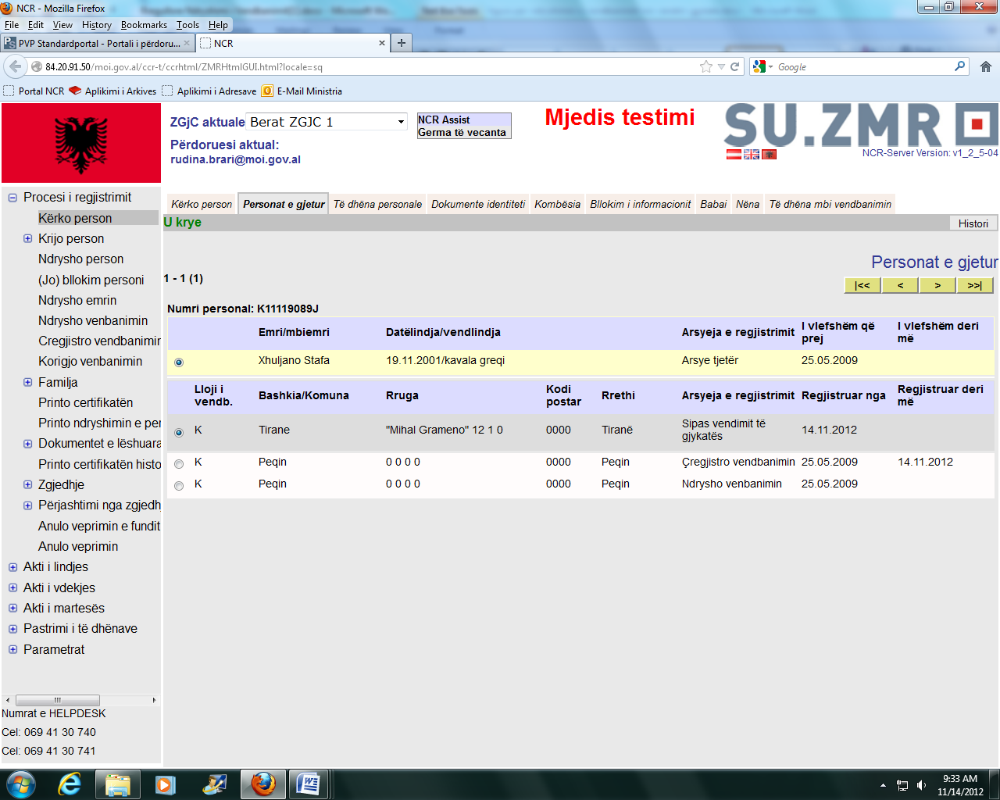 NCR - Mozilla Firefox
File Edit View History Bookmarks Tools Help
PVP Standardportal - Portali i përdoru...
NCR
84.20.91.50/moi.gov.al/ccr-t/ccrhtml/ZMRHtmlGUI.html?locale=sq
Google
Portal NCR Aplikimi i Arkives Aplikimi i Adresave E-Mail Ministria
ZGjC aktuale Berat ZGJC 1
NCR Assist
Germa të vecanta
Mjedis testimi
SU.ZMR
Përdoruesi aktual:
rudina.brari@moi.gov.al
NCR-Server Version: v1_2_5-04
Procesi i regjistrimit
Kërko person
Krijo person
Ndrysho person
(Jo) bllokim personi
Ndrysho emrin
Ndrysho venbanimin
Cregjistro vendbanimir
Korigjo venbanimin
Familja
Printo certifikatën
Printo ndryshimin e per
Dokumentet e lëshuara
Printo certifikatën histo
Zgjedhje
Përjashtimi nga zgjedhj
Anulo veprimin e fundit
Anulo veprimin
Akti i lindjes
Akti i vdekjes
Akti i martesës
Pastrimi i të dhënave
Parametrat
Numrat e HELPDESK
Cel: 069 41 30 740
Cel: 069 41 30 741
Kërko person Personat e gjetur Të dhëna personale Dokumente identiteti Kombësia Bllokimi i informacionit Babai Nëna Të dhëna mbi vendbanimin
U krye
Histori
Personat e gjetur
1 - 1 (1)
|<< < > >>|
Numri personal: K11119089J
Emri/mbiemri Datëlindja/vendlindja Arsyeja e regjistrimit I vlefshëm që prej I vlefshëm deri më
Xhuljano Stafa 19.11.2001/kavala greqi Arsye tjetër 25.05.2009
Lloji i vendb. Bashkia/Komuna Rruga Kodi postar Rrethi Arsyeja e regjistrimit Regjistruar nga Regjistruar deri më
K Tirane "Mihal Grameno" 12 1 0 0000 Tiranë Sipas vendimit të gjykatës 14.11.2012
K Peqin 0 0 0 0 0000 Peqin Çregjistro vendbanimin 25.05.2009 14.11.2012
K Peqin 0 0 0 0 0000 Peqin Ndrysho venbanimin 25.05.2009
9:33 AM
11/14/2012